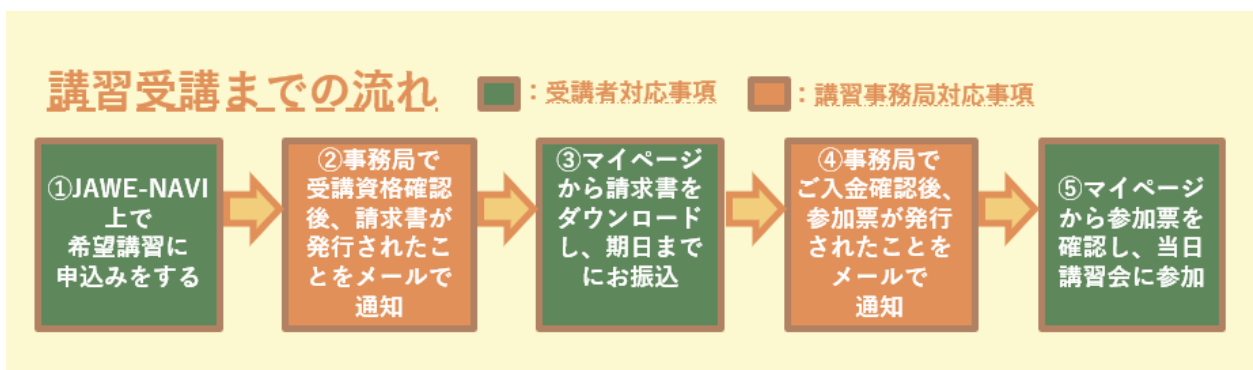 講習受講までの流れ
:受講者対応事項
:講習事務局対応事項
①JAWE-NAVI
上で
希望講習に
申込みをする
②事務局で
受講資格確認
後、請求書が
発行されたこ
とをメールで
通知
③マイページ
から請求書を
ダウンロード
し、期日まで
にお振込
④事務局で
ご入金確認後、
参加票が発行
されたことを
メールで
通知
⑤マイページ
から参加票を
確認し、当日
講習会に参加